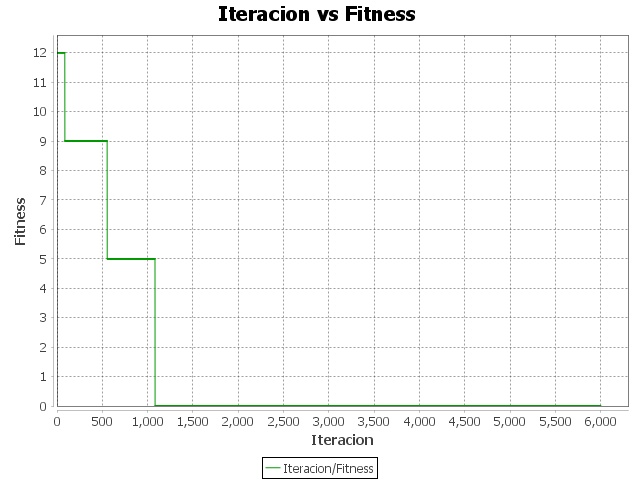 Iteracion vs Fitness
12
11
10
9
8
7
6
5
4
3
2
1
0
Fitness
0 500 1,000 1,500 2,000 2,500 3,000 3,500 4,000 4,500 5,000 5,500 6,000
Iteracion
Iteracion/Fitness